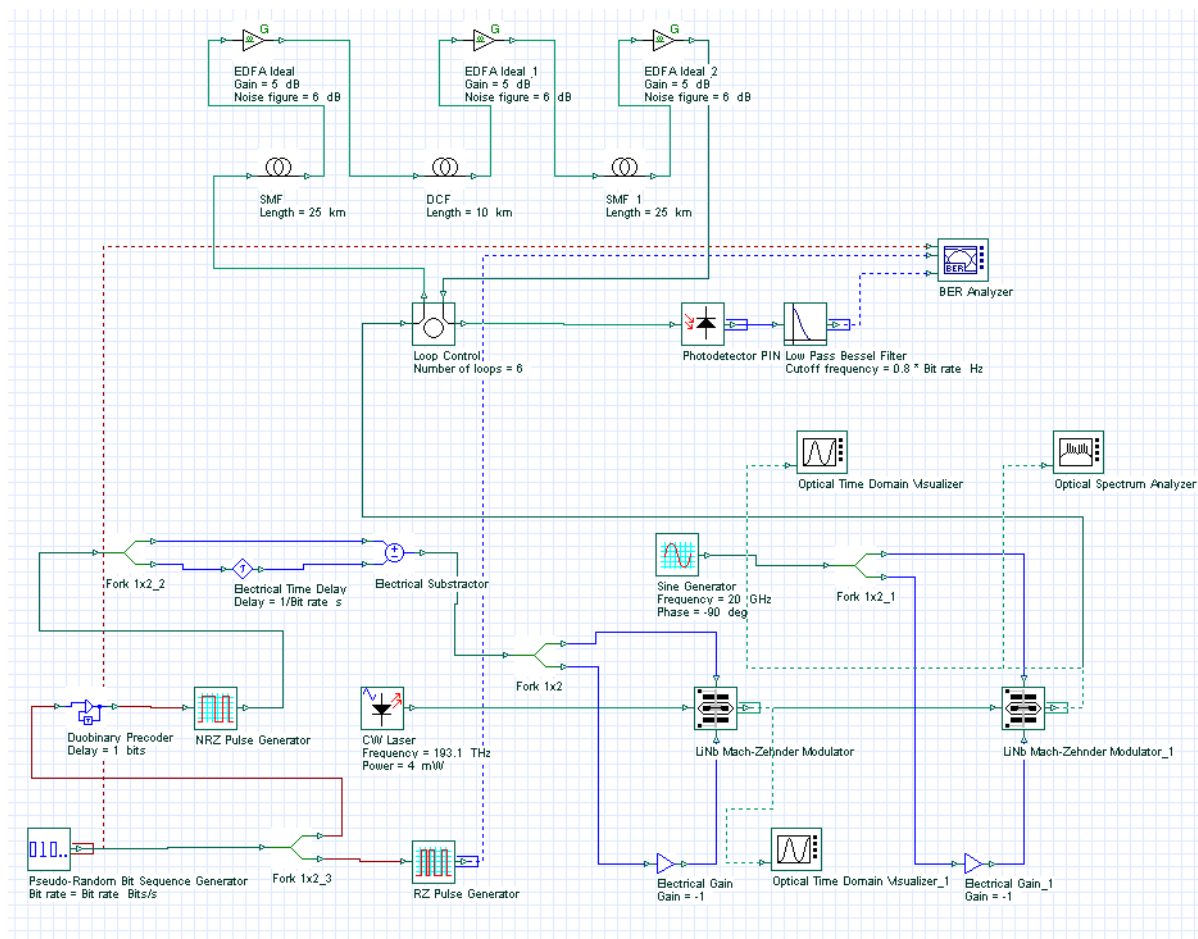 G
G
G
EDFA Ideal
Gain = 5 dB
Noise figure = 6 dB
EDFA Ideal_1
Gain = 5 dB
Noise figure = 6 dB
EDFA Ideal_2
Gain = 5 dB
Noise figure = 6 dB
SMF
Length = 25 km
DCF
Length = 10 km
SMF_1
Length = 25 km
BER
BER Analyzer
Loop Control
Number of loops = 6
Photodetector PIN
Low Pass Bessel Filter
Cutoff frequency = 0.8 * Bit rate Hz
Optical Time Domain Visualizer
Optical Spectrum Analyzer
Fork 1x2_2
Electrical Time Delay
Delay = 1/Bit rate s
Electrical Substractor
Sine Generator
Frequency = 20 GHz
Phase = -90 deg
Fork 1x2_1
Fork 1x2
Duobinary Precoder
Delay = 1 bits
NRZ Pulse Generator
CW Laser
Frequency = 193.1 THz
Power = 4 mW
LiNb Mach-Zehnder Modulator
LiNb Mach-Zehnder Modulator_1
010..
Pseudo-Random Bit Sequence Generator
Bit rate = Bit rate Bits/s
Fork 1x2_3
RZ Pulse Generator
Electrical Gain
Gain = -1
Optical Time Domain Visualizer_1
Electrical Gain_1
Gain = -1